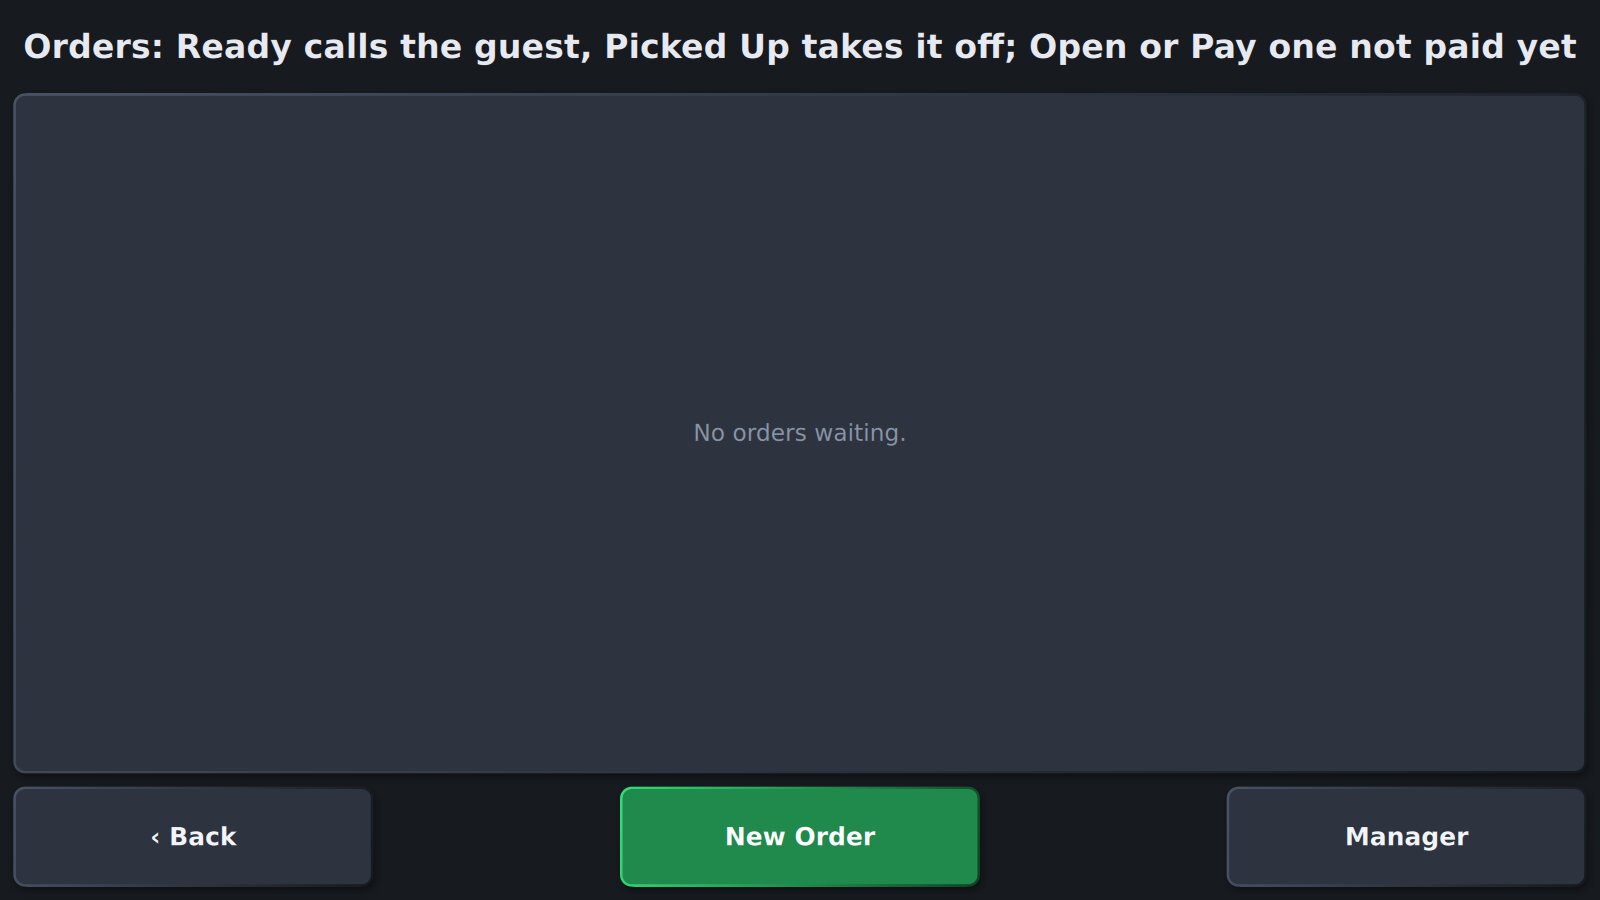 Orders: Ready calls the guest, Picked Up takes it off; Open or Pay one not paid yet
No orders waiting.
‹ Back
New Order
Manager